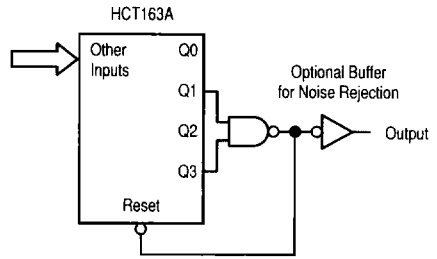 HCT163A
Other
Inputs
Q0
Q1
Q2
Q3
Reset
Optional Buffer
for Noise Rejection
Output